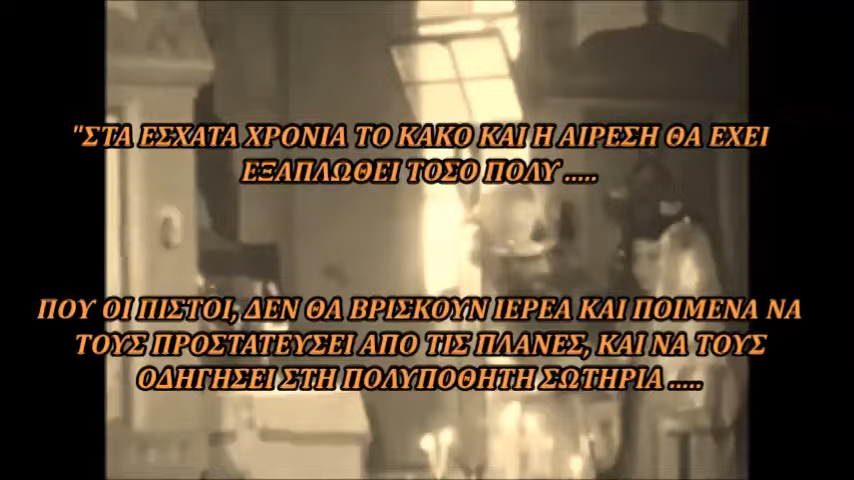 "ΣΤΑ ΕΣΧΑΤΑ ΧΡΟΝΙΑ ΤΟ ΚΑΚΟ ΚΑΙ Η ΑΙΡΕΣΗ ΘΑ ΕΧΕΙ
ΕΞΑΠΛΩΘΕΙ ΤΟΣΟ ΠΟΛΥ .....
ΠΟΥ ΟΙ ΠΙΣΤΟΙ, ΔΕΝ ΘΑ ΒΡΙΣΚΟΥΝ ΙΕΡΕΑ ΚΑΙ ΠΟΙΜΕΝΑ ΝΑ
ΤΟΥΣ ΠΡΟΣΤΑΤΕΥΣΕΙ ΑΠΟ ΤΙΣ ΠΛΑΝΕΣ, ΚΑΙ ΝΑ ΤΟΥΣ
ΟΔΗΓΗΣΕΙ ΣΤΗ ΠΟΛΥΠΟΘΗΤΗ ΣΩΤΗΡΙΑ .....